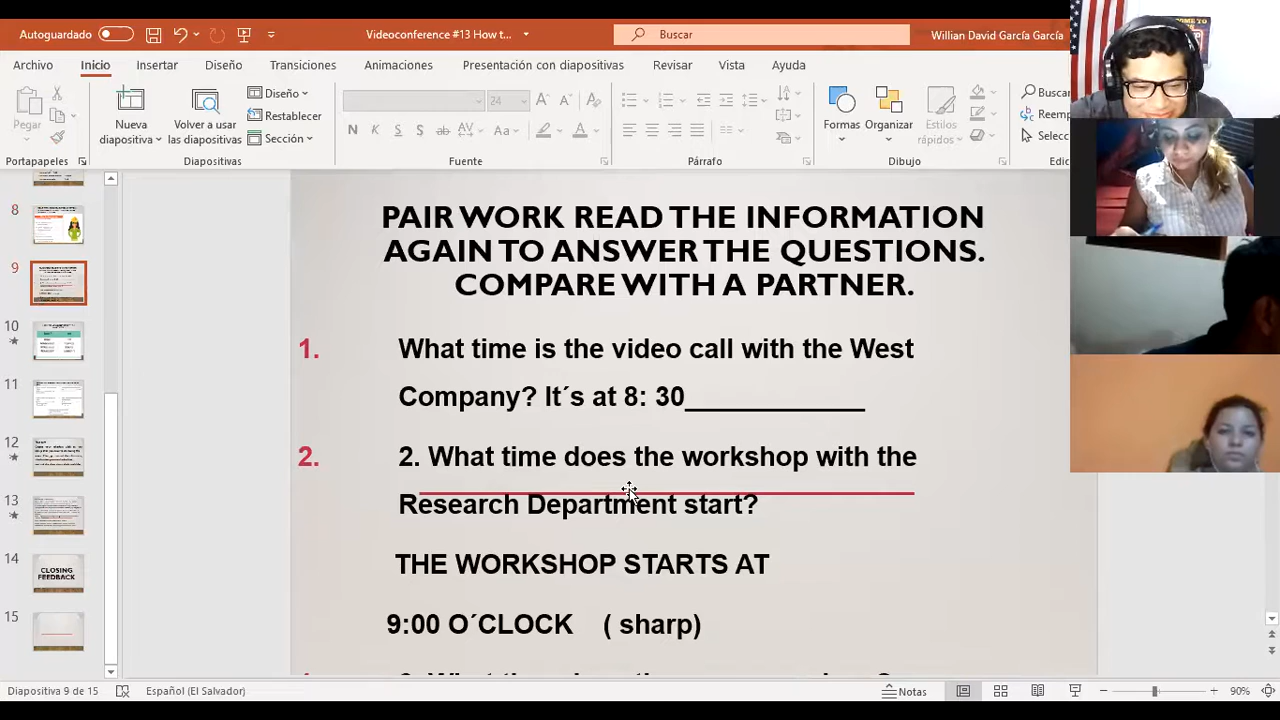 Autoguardado
Videoconference #13 How t...
Buscar
Willian David García García
Archivo
Inicio
Insertar
Diseño
Transiciones
Animaciones
Presentación con diapositivas
Revisar
Vista
Ayuda
Pegar
Nueva diapositiva
Volver a usar las diapositivas
Diseño
Restablecer
Sección
24
Formas
Organizar
Estilos rápidos
Buscar
Reemp
Selecc
Portapapeles
Diapositivas
Fuente
Párrafo
Dibujo
8
9
10
11
12
13
14
15
CLOSING
FEEDBACK
PAIR WORK READ THE INFORMATION
AGAIN TO ANSWER THE QUESTIONS.
COMPARE WITH A PARTNER.
1. What time is the video call with the West
Company? It´s at 8: 30____________
2. 2. What time does the workshop with the
Research Department start?
THE WORKSHOP STARTS AT
9:00 O´CLOCK ( sharp)
Diapositiva 9 de 15
Español (El Salvador)
Notas
90%